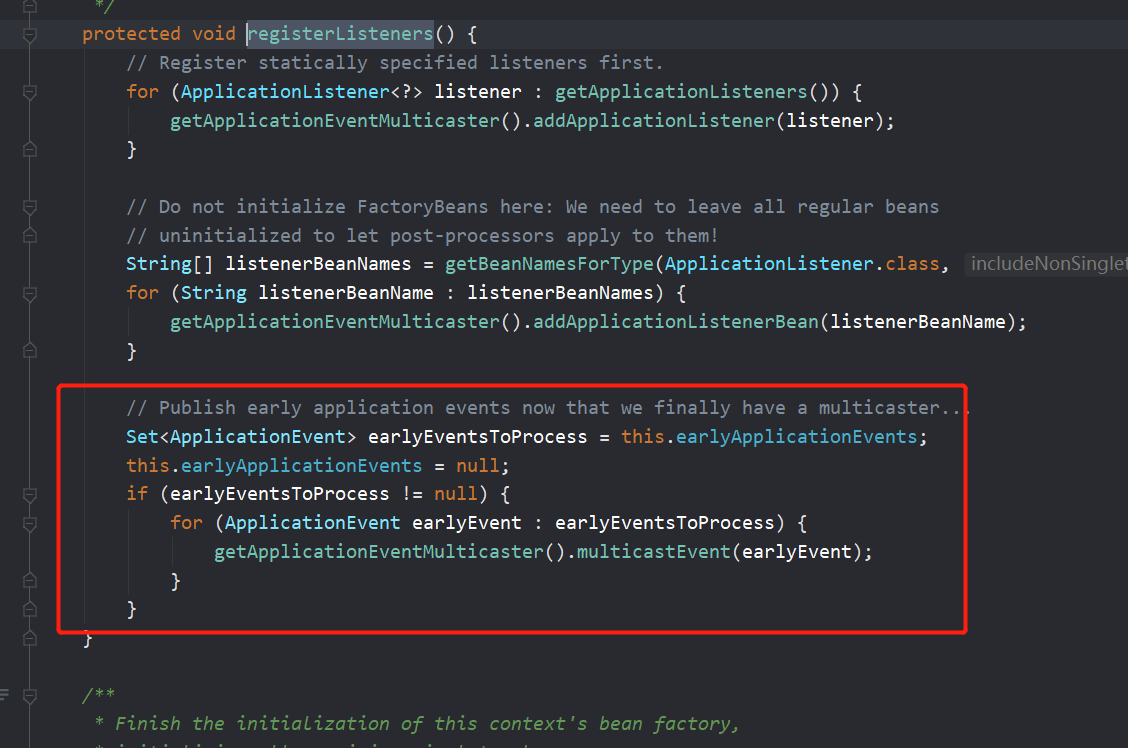 */
protected void registerListeners() {
// Register statically specified listeners first.
for (ApplicationListener<?> listener : getApplicationListeners()) {
getApplicationEventMulticaster().addApplicationListener(listener);
}
// Do not initialize FactoryBeans here: We need to leave all regular beans
// uninitialized to let post-processors apply to them!
String[] listenerBeanNames = getBeanNamesForType(ApplicationListener.class, includeNonSinglet
for (String listenerBeanName : listenerBeanNames) {
getApplicationEventMulticaster().addApplicationListenerBean(listenerBeanName);
}
// Publish early application events now that we finally have a multicaster...
Set<ApplicationEvent> earlyEventsToProcess = this.earlyApplicationEvents;
this.earlyApplicationEvents = null;
if (earlyEventsToProcess != null) {
for (ApplicationEvent earlyEvent : earlyEventsToProcess) {
getApplicationEventMulticaster().multicastEvent(earlyEvent);
}
}
}
/**
* Finish the initialization of this context's bean factory,